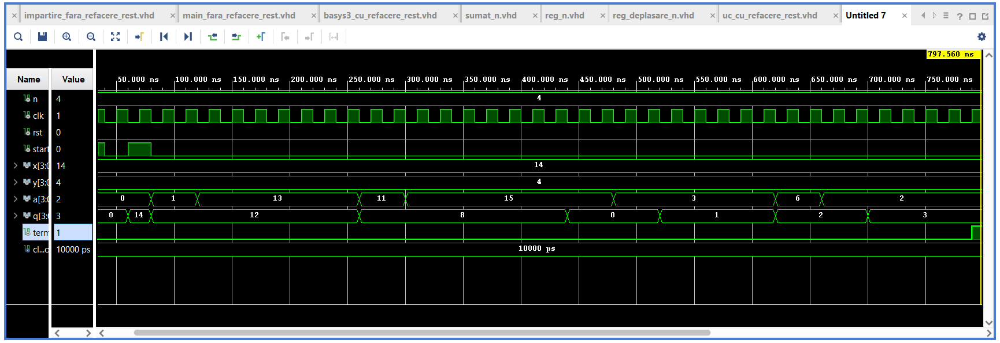 impartire_fara_refacere_rest.vhd × main_fara_refacere_rest.vhd × basys3_cu_refacere_rest.vhd × sumat_n.vhd × reg_n.vhd × reg_deplasare_n.vhd × uc_cu_refacere_rest.vhd × Untitled 7 ×
797.560 ns
Name Value 50.000 ns 100.000 ns 150.000 ns 200.000 ns 250.000 ns 300.000 ns 350.000 ns 400.000 ns 450.000 ns 500.000 ns 550.000 ns 600.000 ns 650.000 ns 700.000 ns 750.000 ns
n 4 4
clk 1
rst 0
start 0
x[3:0 14 14
y[3:0 4 4
a[3:0 2 0 1 13 11 15 3 6 2
q[3:0 3 0 14 12 8 0 1 2 3
term 1
cl...c 10000 ps 10000 ps